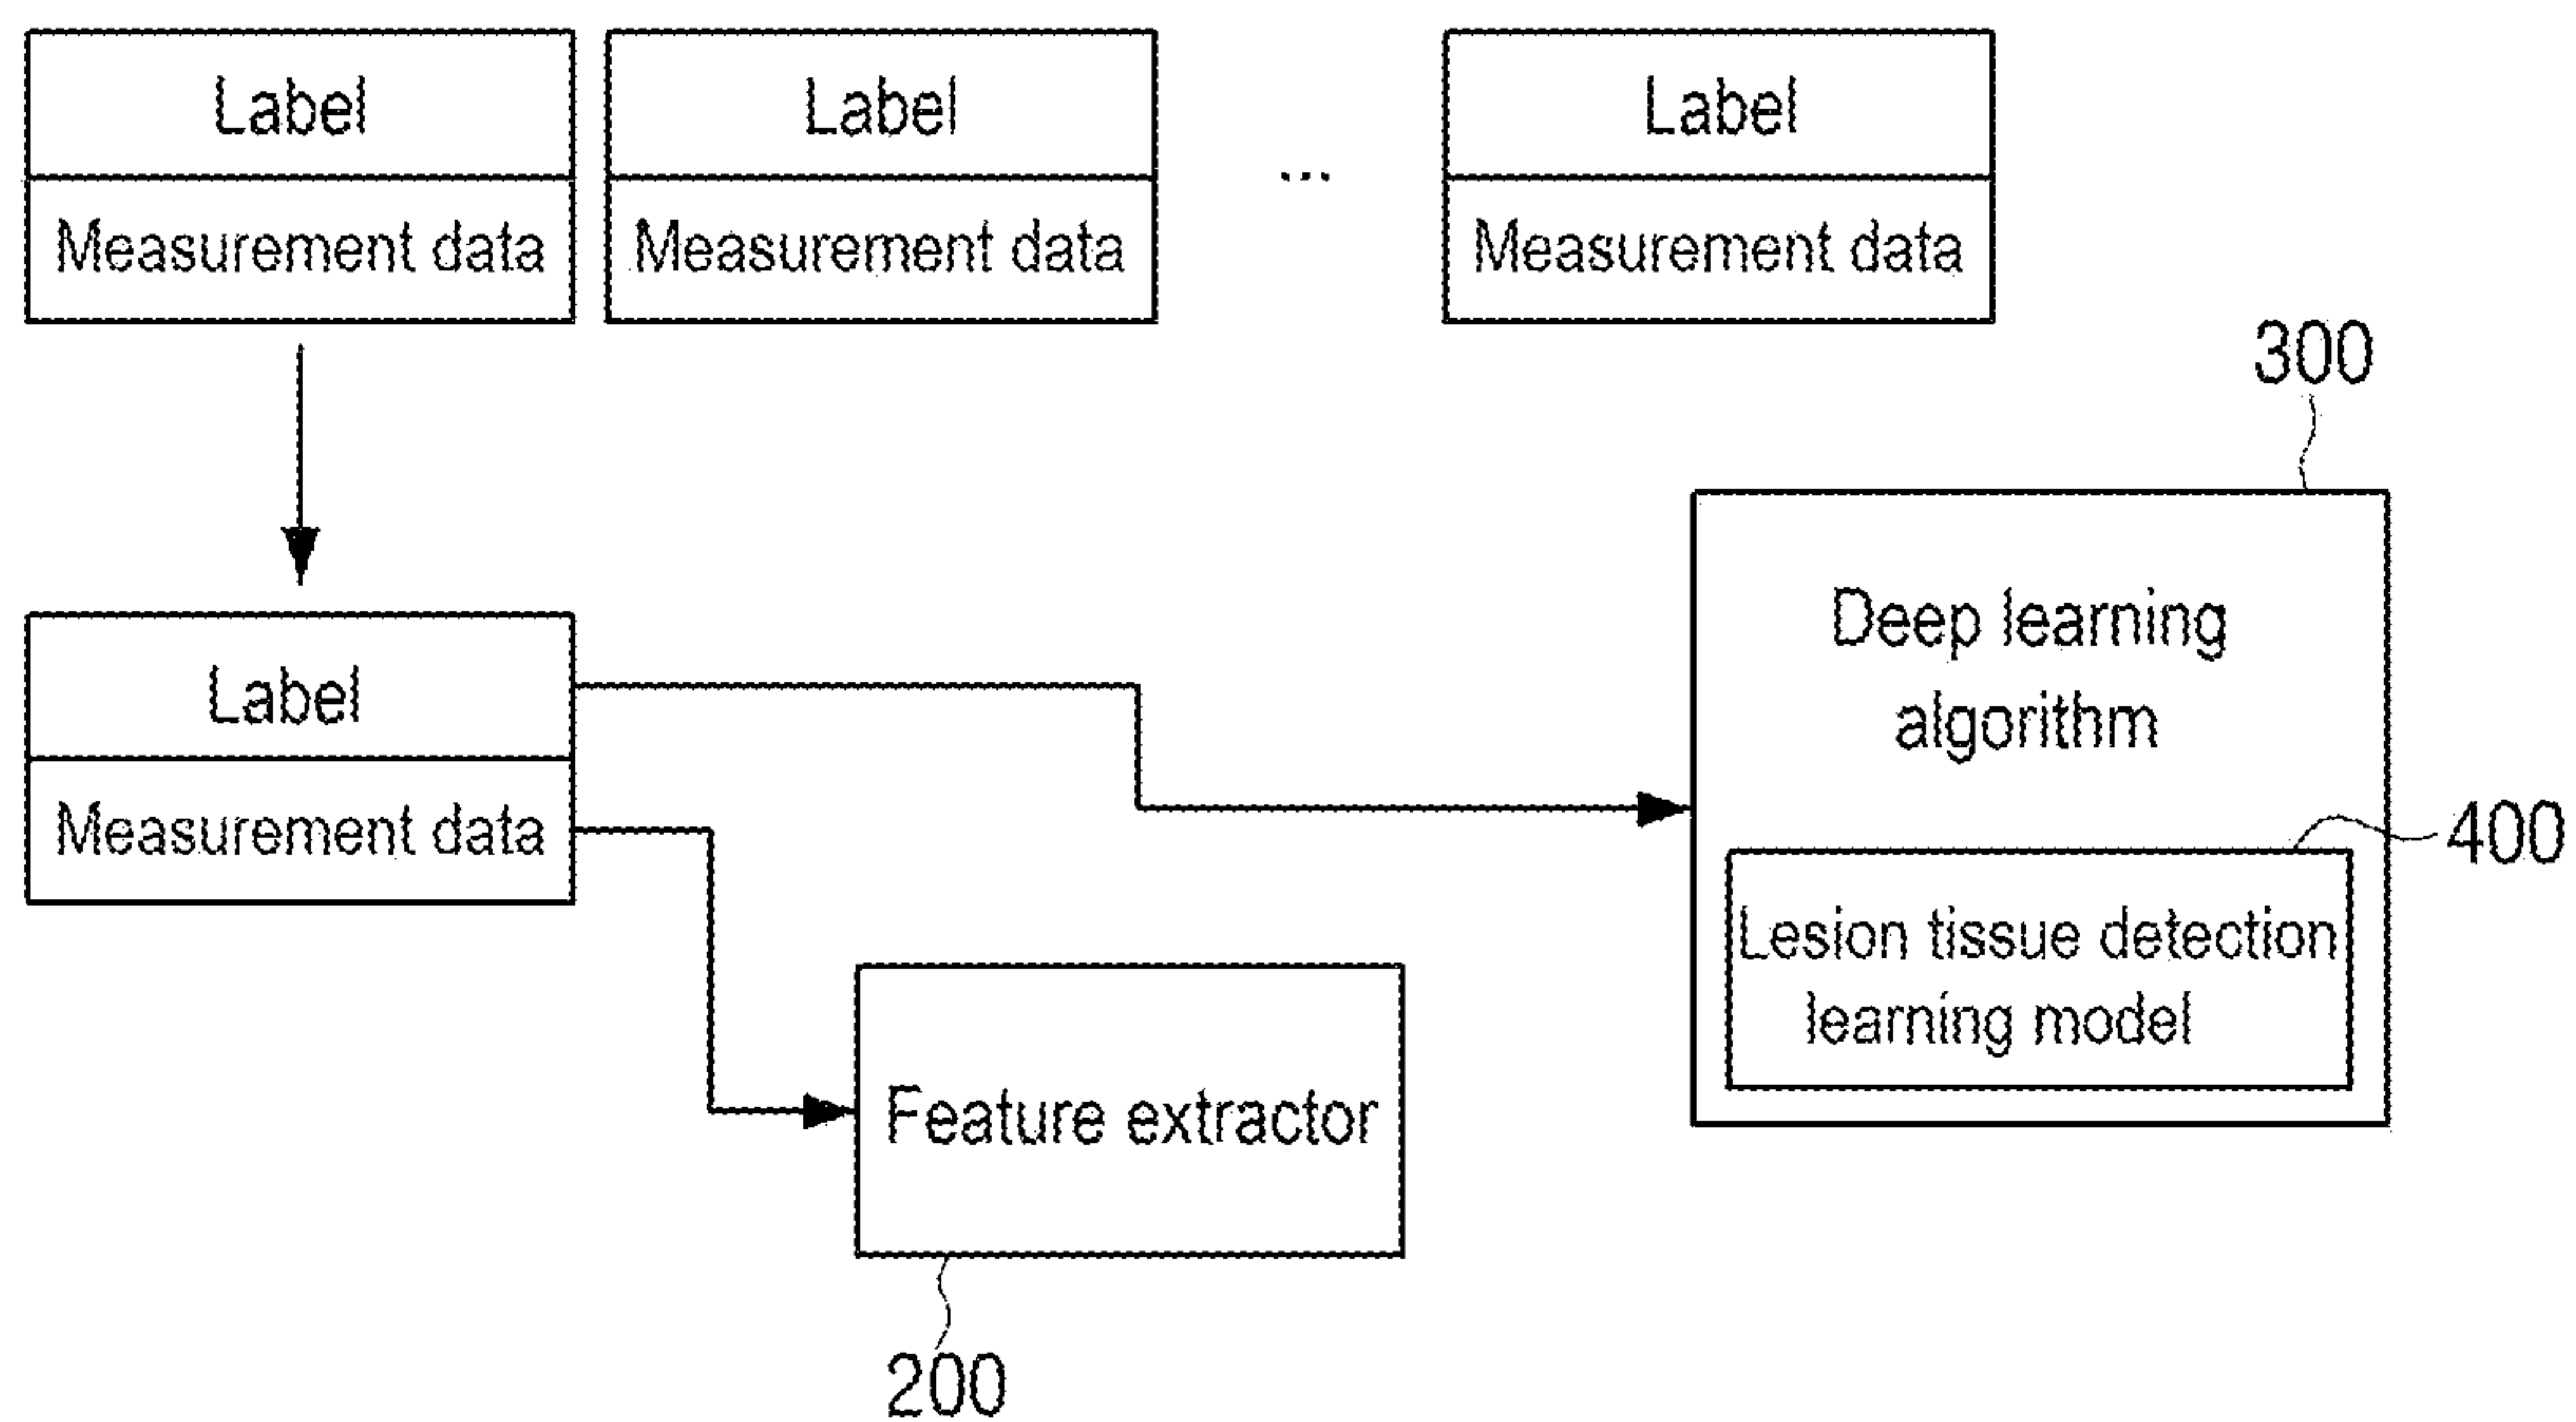 Label
Label
Label
Measurement data
Measurement data
...
Measurement data
300
Label
Measurement data
Deep learning
algorithm
400
Lesion tissue detection
learning model
Feature extractor
200